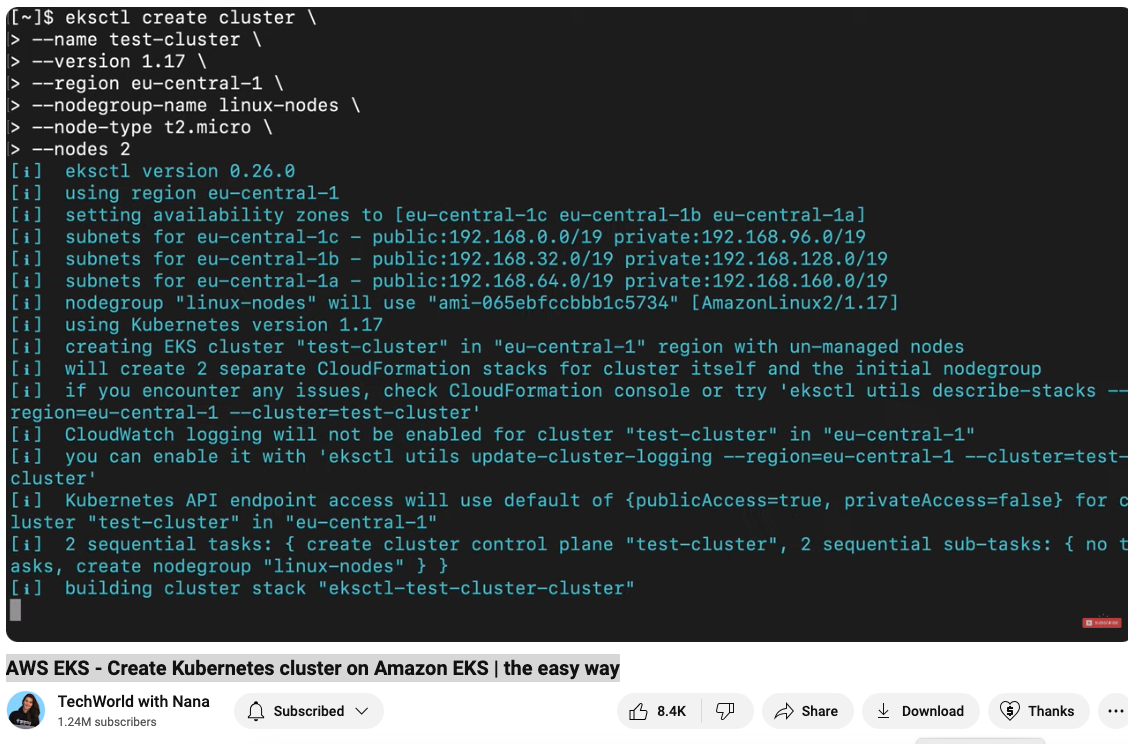 [~]$ eksctl create cluster \
> --name test-cluster \
> --version 1.17 \
> --region eu-central-1 \
> --nodegroup-name linux-nodes \
> --node-type t2.micro \
> --nodes 2
[ℹ]  eksctl version 0.26.0
[ℹ]  using region eu-central-1
[ℹ]  setting availability zones to [eu-central-1c eu-central-1b eu-central-1a]
[ℹ]  subnets for eu-central-1c - public:192.168.0.0/19 private:192.168.96.0/19
[ℹ]  subnets for eu-central-1b - public:192.168.32.0/19 private:192.168.128.0/19
[ℹ]  subnets for eu-central-1a - public:192.168.64.0/19 private:192.168.160.0/19
[ℹ]  nodegroup "linux-nodes" will use "ami-065ebfccbbb1c5734" [AmazonLinux2/1.17]
[ℹ]  using Kubernetes version 1.17
[ℹ]  creating EKS cluster "test-cluster" in "eu-central-1" region with un-managed nodes
[ℹ]  will create 2 separate CloudFormation stacks for cluster itself and the initial nodegroup
[ℹ]  if you encounter any issues, check CloudFormation console or try 'eksctl utils describe-stacks --
region=eu-central-1 --cluster=test-cluster'
[ℹ]  CloudWatch logging will not be enabled for cluster "test-cluster" in "eu-central-1"
[ℹ]  you can enable it with 'eksctl utils update-cluster-logging --region=eu-central-1 --cluster=test-
cluster'
[ℹ]  Kubernetes API endpoint access will use default of {publicAccess=true, privateAccess=false} for c
luster "test-cluster" in "eu-central-1"
[ℹ]  2 sequential tasks: { create cluster control plane "test-cluster", 2 sequential sub-tasks: { no t
asks, create nodegroup "linux-nodes" } }
[ℹ]  building cluster stack "eksctl-test-cluster-cluster"
SUBSCRIBE
AWS EKS - Create Kubernetes cluster on Amazon EKS | the easy way
TechWorld with Nana
1.24M subscribers
Subscribed
8.4K
Share
Download
Thanks